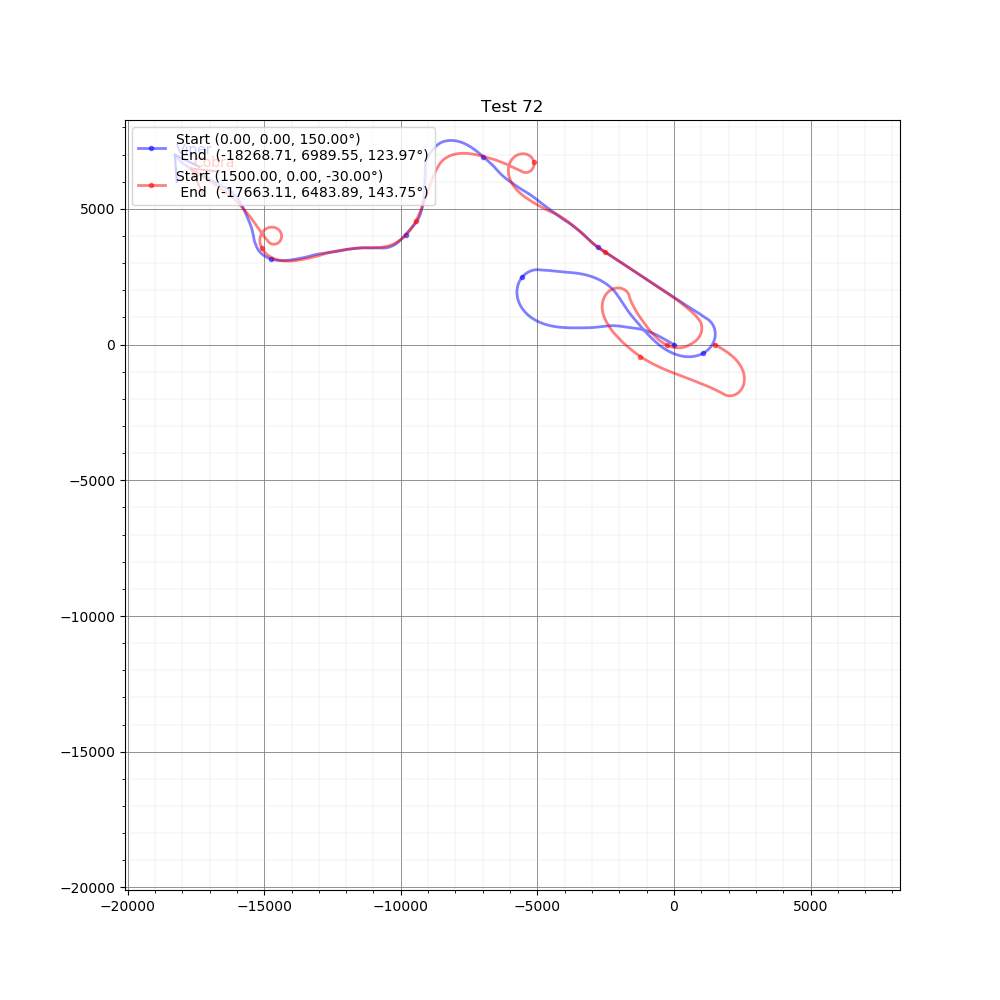 Test 72
Start (0.00, 0.00, 150.00°)
End (-18268.71, 6989.55, 123.97°)
Start (1500.00, 0.00, -30.00°)
End (-17663.11, 6483.89, 143.75°)
5000
0
−5000
−10000
−15000
−20000
−20000
−15000
−10000
−5000
0
5000